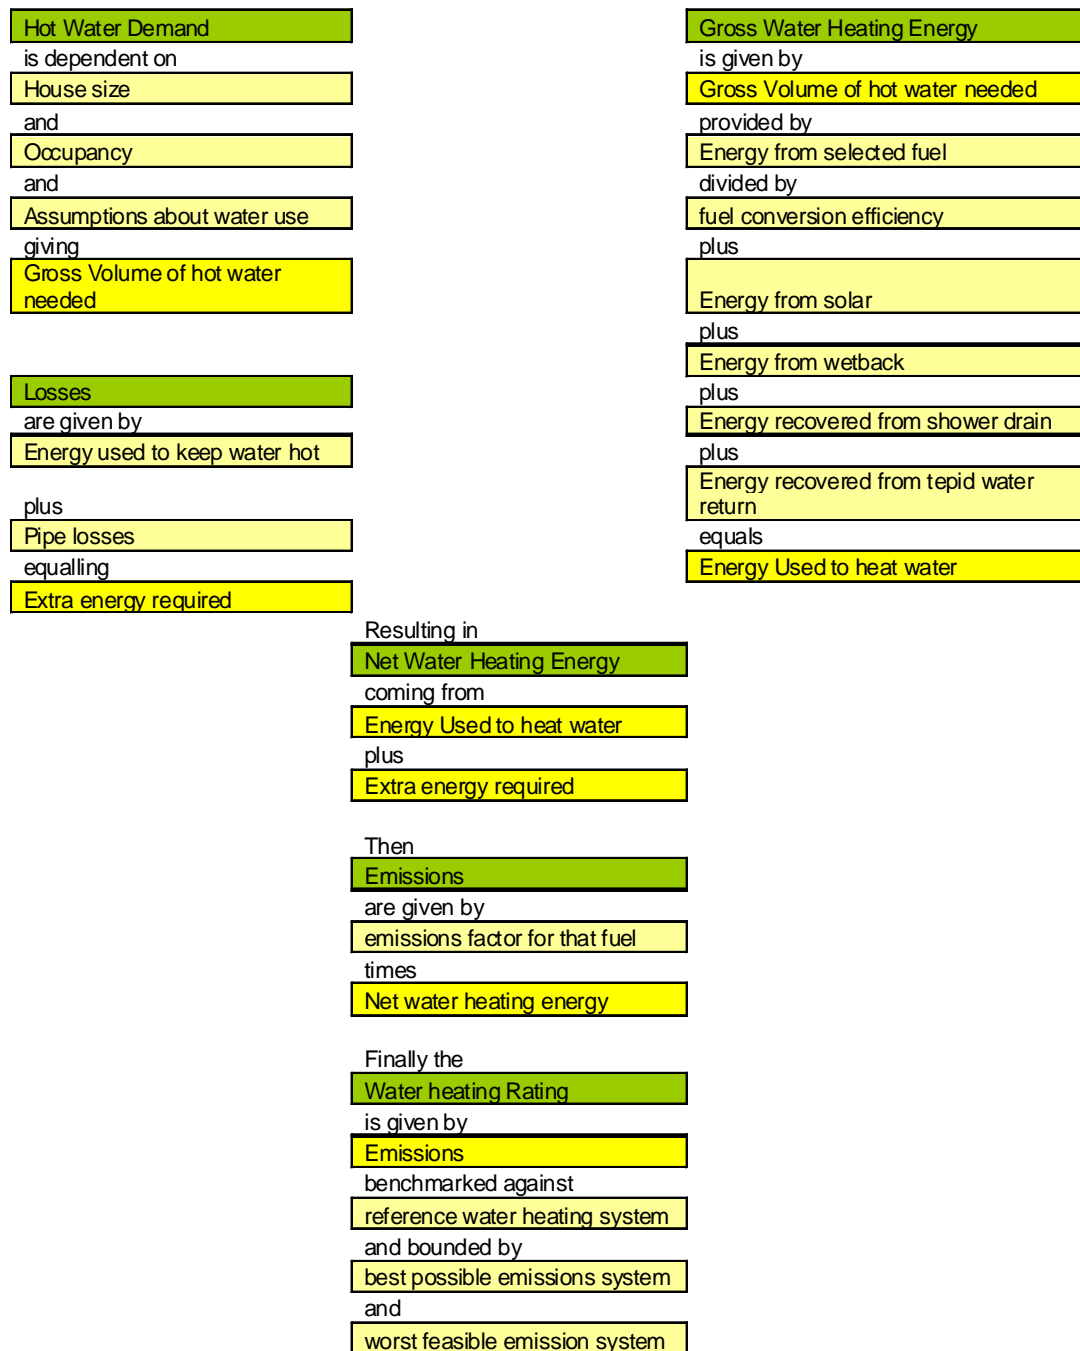 Hot Water Demand
is dependent on
House size
and
Occupancy
and
Assumptions about water use
giving
Gross Volume of hot water
needed
Losses
are given by
Energy used to keep water hot
plus
Pipe losses
equalling
Extra energy required
Gross Water Heating Energy
is given by
Gross Volume of hot water needed
provided by
Energy from selected fuel
divided by
fuel conversion efficiency
plus
Energy from solar
plus
Energy from wetback
plus
Energy recovered from shower drain
plus
Energy recovered from tepid water
return
equals
Energy Used to heat water
Resulting in
Net Water Heating Energy
coming from
Energy Used to heat water
plus
Extra energy required
Then
Emissions
are given by
emissions factor for that fuel
times
Net water heating energy
Finally the
Water heating Rating
is given by
Emissions
benchmarked against
reference water heating system
and bounded by
best possible emissions system
and
worst feasible emission system